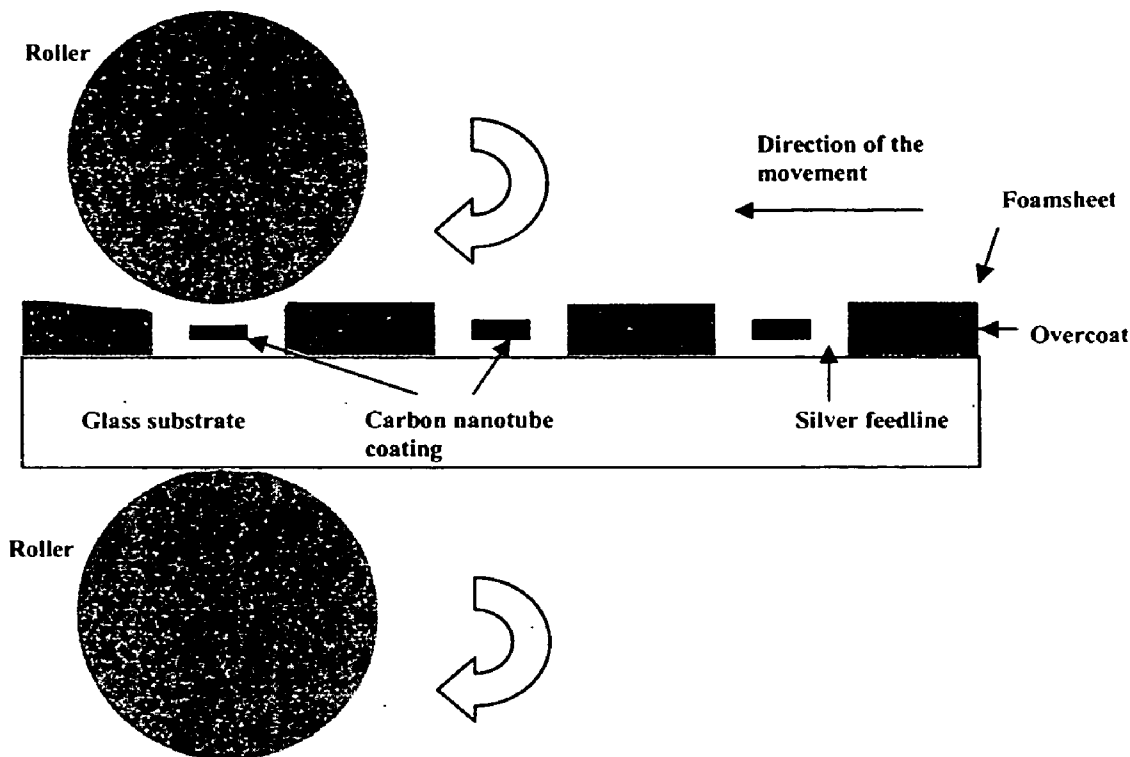 Roller
Direction of the
movement
Foamsheet
Overcoat
Glass substrate
Carbon nanotube
coating
Silver feedline
Roller